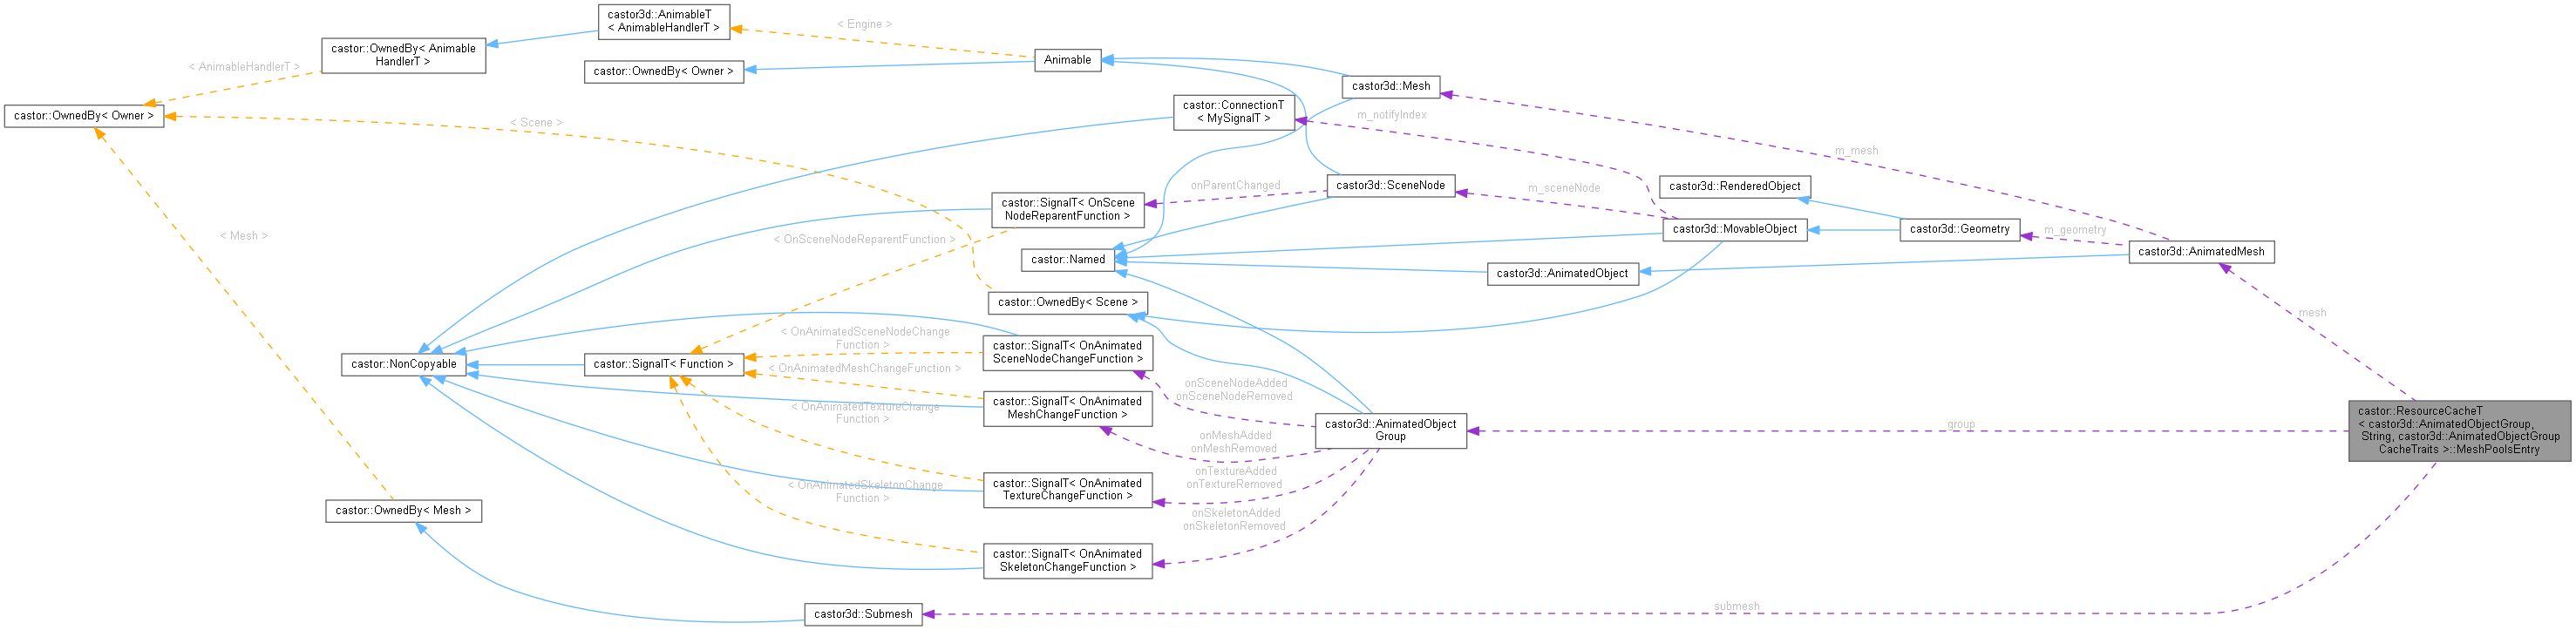 castor3d::AnimableT
< AnimableHandlerT >
< Engine >
castor::OwnedBy< Animable
HandlerT >
< AnimableHandlerT >
castor::OwnedBy< Owner >
Animable
castor3d::Mesh
castor::OwnedBy< Owner >
castor::ConnectionT
< MySignalT >
< Scene >
m_notifyIndex
m_mesh
onParentChanged
castor3d::SceneNode
m_sceneNode
castor3d::RenderedObject
castor::SignalT< OnScene
NodeReparentFunction >
< Mesh >
< OnSceneNodeReparentFunction >
castor3d::MovableObject
castor3d::Geometry
m_geometry
castor::Named
castor3d::AnimatedObject
castor3d::AnimatedMesh
castor::OwnedBy< Scene >
mesh
< OnAnimatedSceneNodeChange
Function >
castor::SignalT< OnAnimated
SceneNodeChangeFunction >
castor::NonCopyable
castor::SignalT< Function >
< OnAnimatedMeshChangeFunction >
onSceneNodeAdded
onSceneNodeRemoved
castor::SignalT< OnAnimated
MeshChangeFunction >
< OnAnimatedTextureChange
Function >
castor3d::AnimatedObject
Group
group
castor::ResourceCacheT
< castor3d::AnimatedObjectGroup,
String, castor3d::AnimatedObjectGroup
CacheTraits >::MeshPoolsEntry
onMeshAdded
onMeshRemoved
onTextureAdded
onTextureRemoved
castor::SignalT< OnAnimated
TextureChangeFunction >
< OnAnimatedSkeletonChange
Function >
castor::OwnedBy< Mesh >
onSkeletonAdded
onSkeletonRemoved
castor::SignalT< OnAnimated
SkeletonChangeFunction >
castor3d::Submesh
submesh